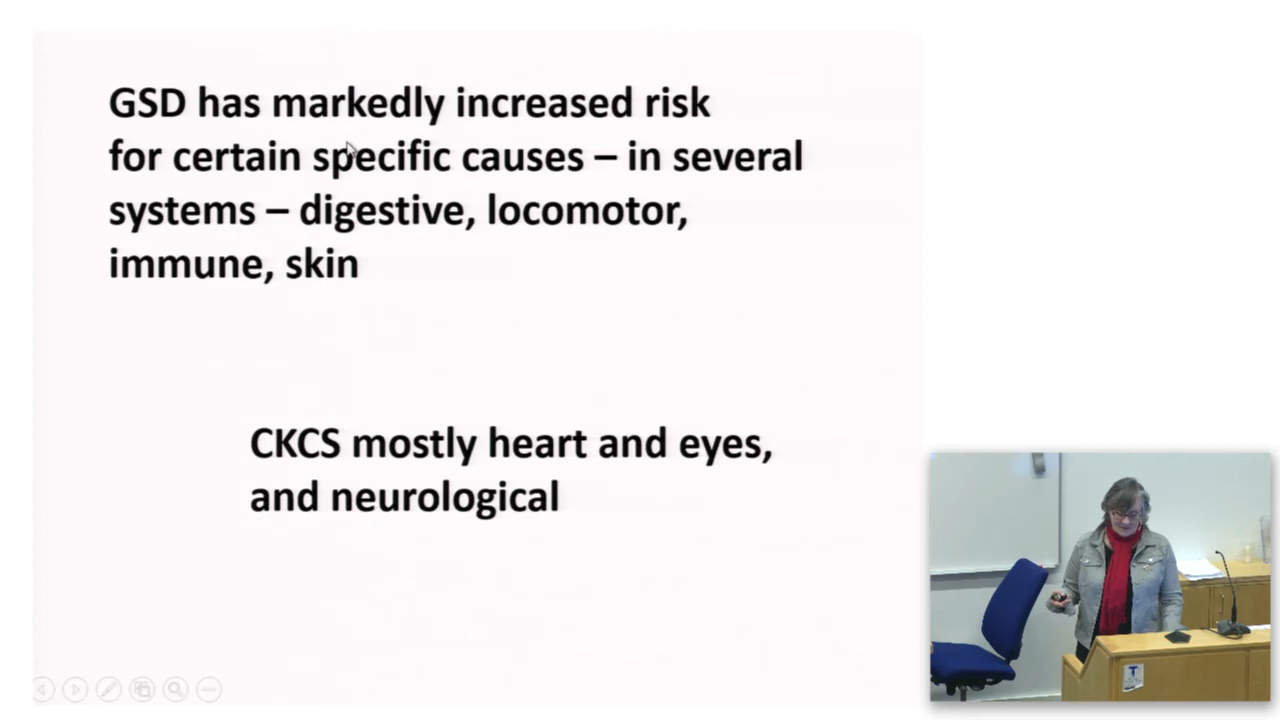 GSD has markedly increased risk
for certain specific causes – in several
systems – digestive, locomotor,
immune, skin
CKCS mostly heart and eyes,
and neurological